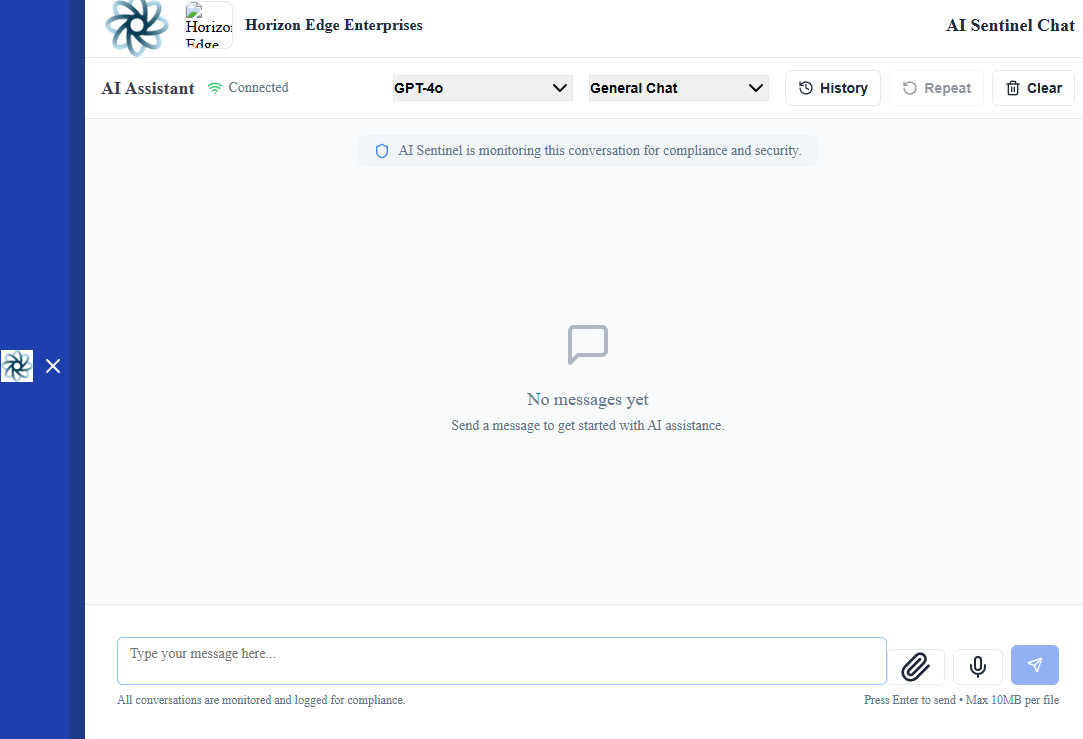 Horizon
Edge
Horizon Edge Enterprises
AI Sentinel Chat
AI Assistant
Connected
GPT-4o
General Chat
History
Repeat
Clear
AI Sentinel is monitoring this conversation for compliance and security.
No messages yet
Send a message to get started with AI assistance.
Type your message here...
All conversations are monitored and logged for compliance.
Press Enter to send • Max 10MB per file